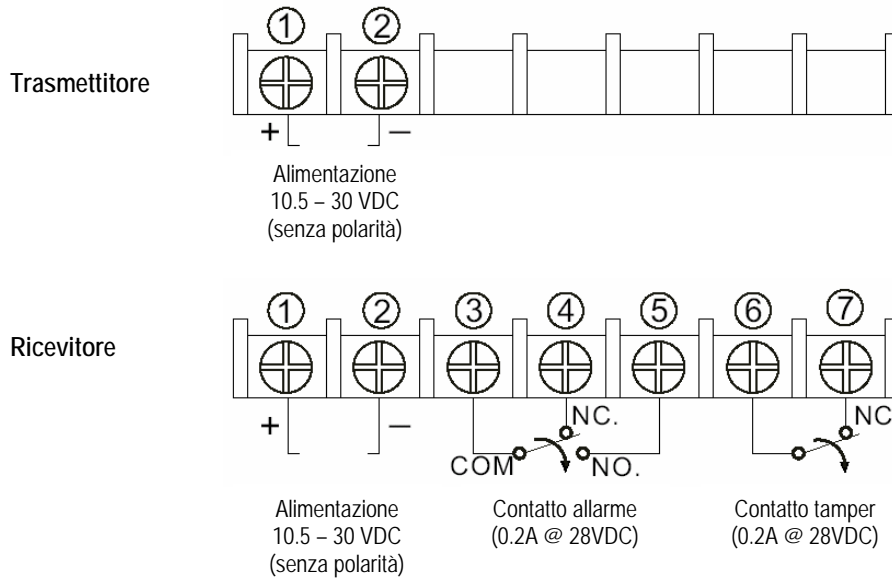 ① ②
Trasmettitore
+ –
Alimentazione
10.5 – 30 VDC
(senza polarità)
① ② ③ ④ ⑤ ⑥ ⑦
Ricevitore
+ – NC. NC
COM NO.
Alimentazione
10.5 – 30 VDC
(senza polarità)
Contatto allarme
(0.2A @ 28VDC)
Contatto tamper
(0.2A @ 28VDC)